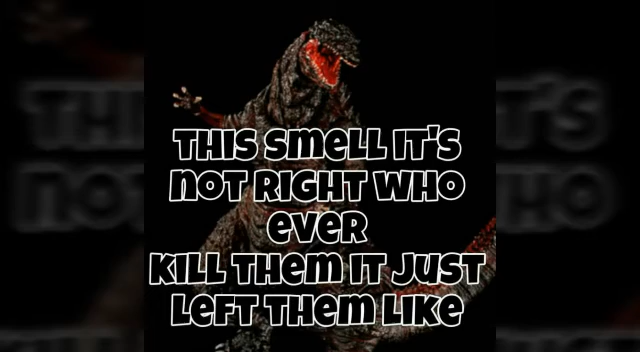 THIS SMELL IT'S
NOT RIGHT WHO
EVER
KILL THEM IT JUST
LEFT THEM LIKE